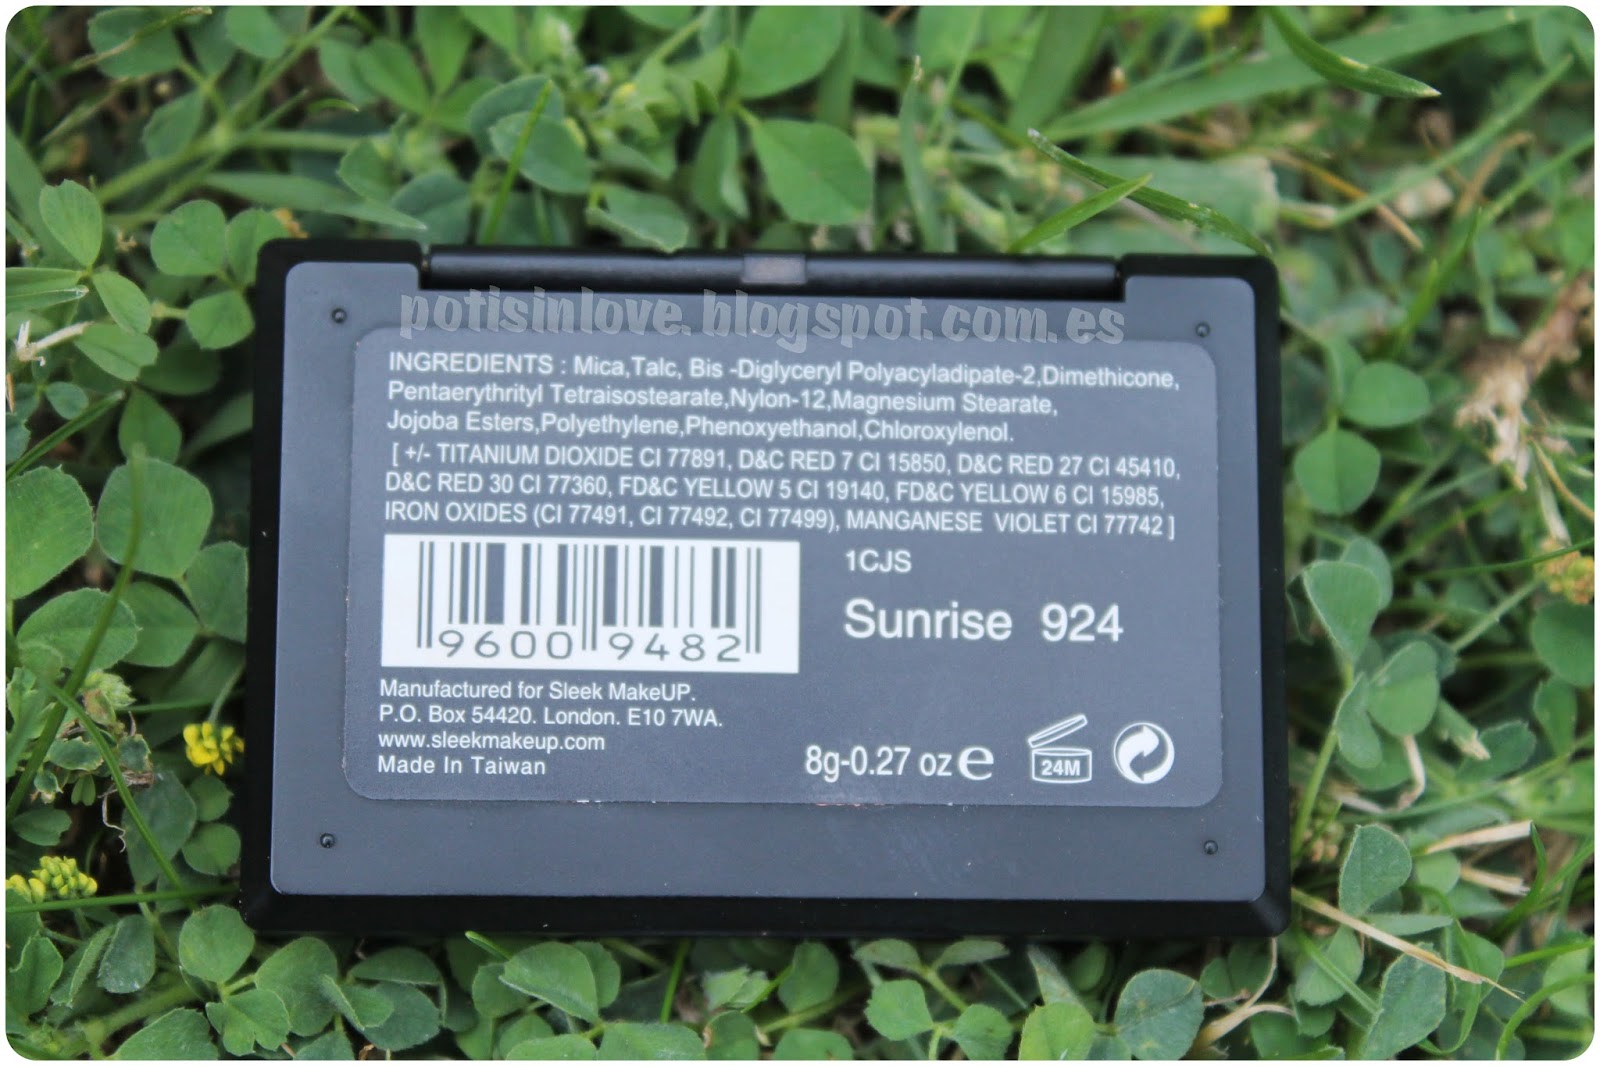 potisinlove.blogspot.com.es
INGREDIENTS : Mica,Talc, Bis -Diglyceryl Polyacyladipate-2,Dimethicone,
Pentaerythrityl Tetraisostearate,Nylon-12,Magnesium Stearate,
Jojoba Esters,Polyethylene,Phenoxyethanol,Chloroxylenol.
[ +/- TITANIUM DIOXIDE CI 77891, D&C RED 7 CI 15850, D&C RED 27 CI 45410,
D&C RED 30 CI 77360, FD&C YELLOW 5 CI 19140, FD&C YELLOW 6 CI 15985,
IRON OXIDES (CI 77491, CI 77492, CI 77499), MANGANESE VIOLET CI 77742 ]
1CJS
Sunrise 924
9600 9482
Manufactured for Sleek MakeUP.
P.O. Box 54420. London. E10 7WA.
www.sleekmakeup.com
Made In Taiwan
8g-0.27 oz e
24M